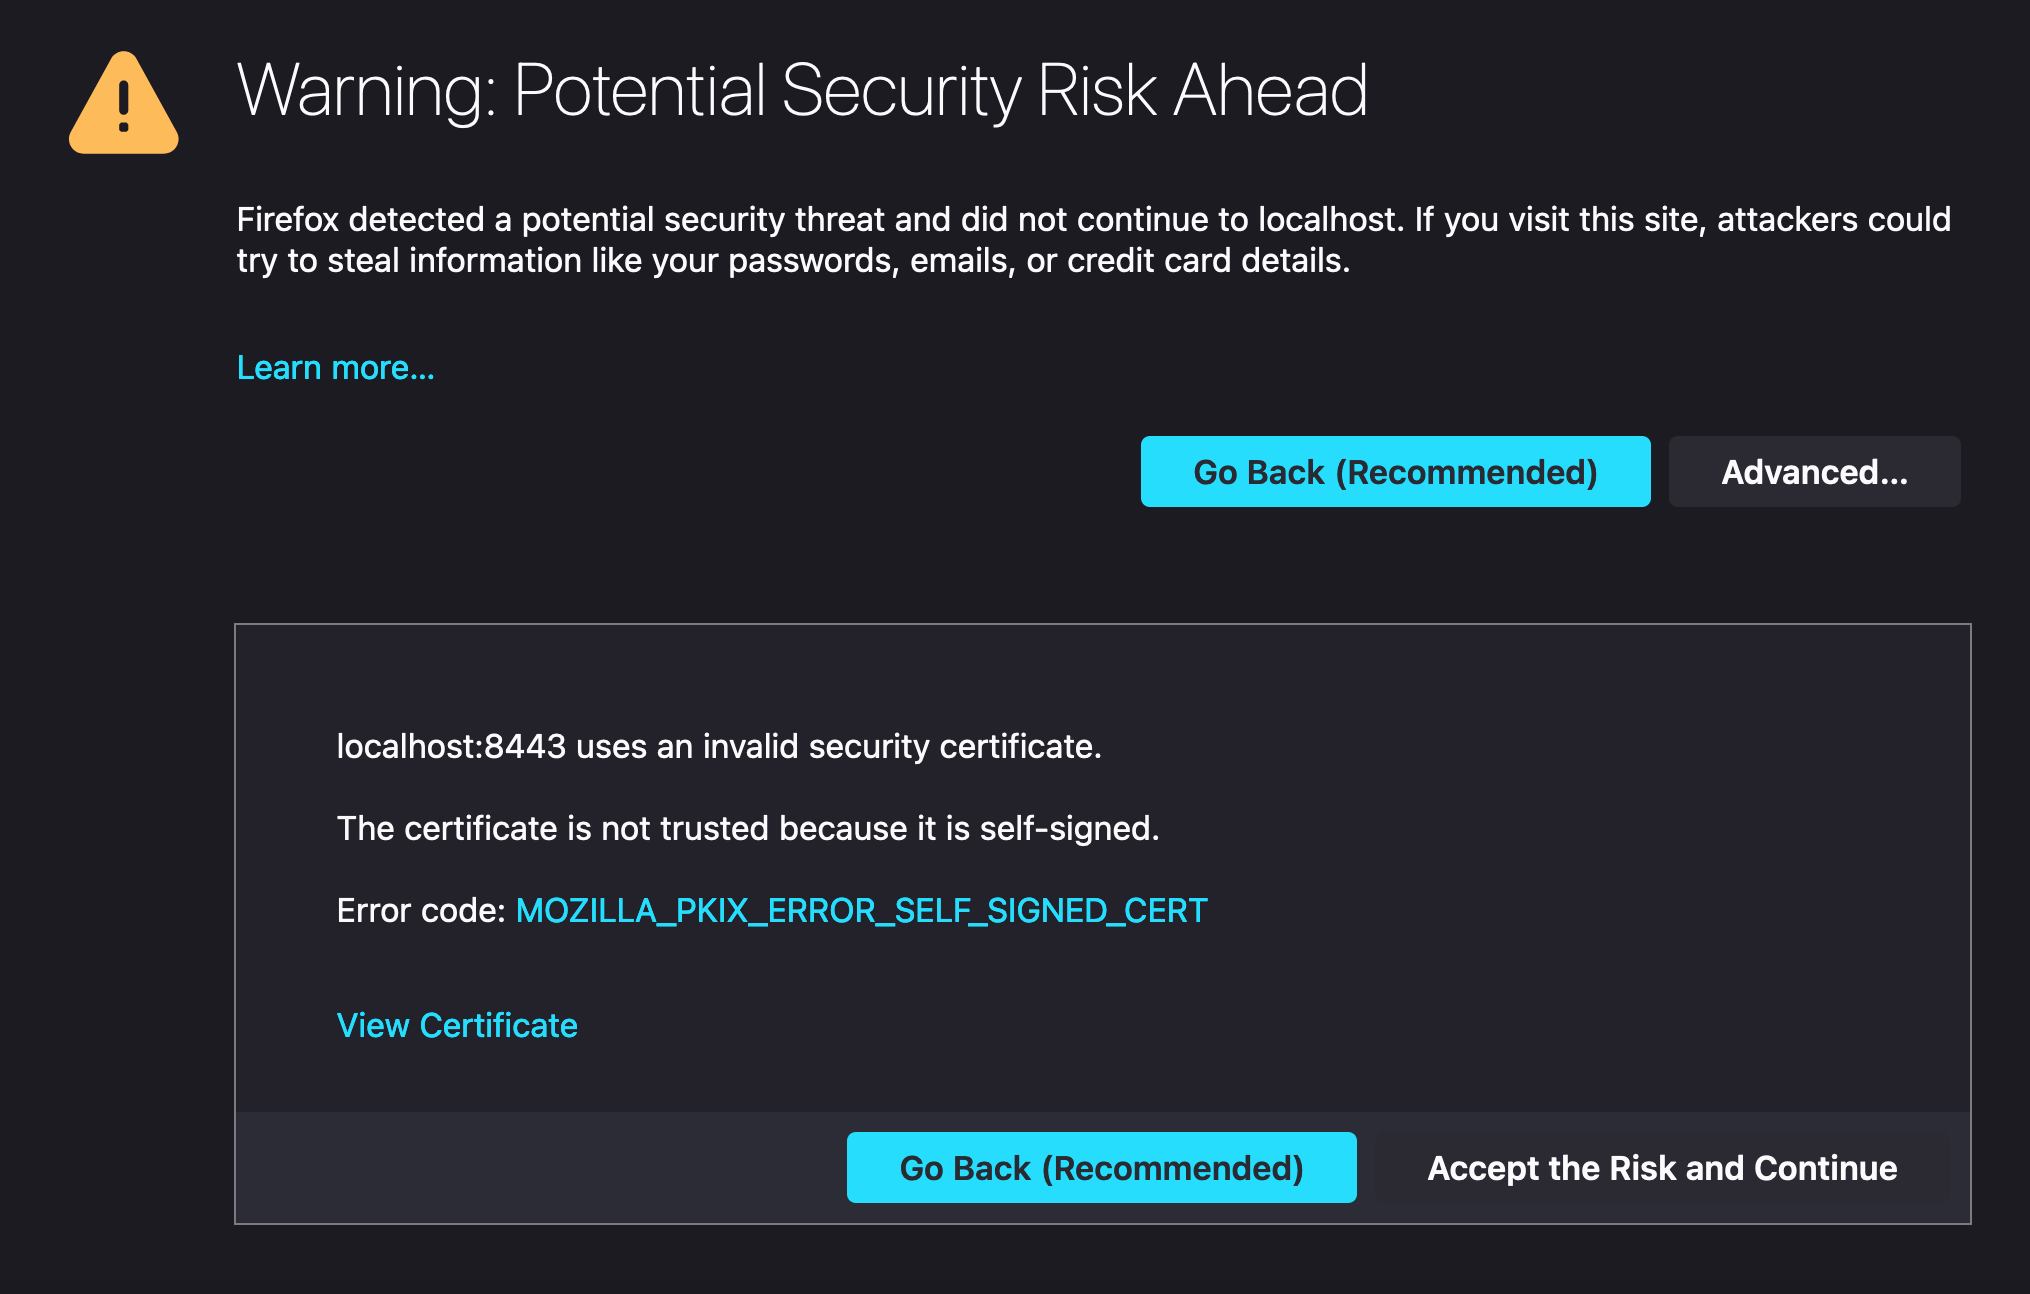 Warning: Potential Security Risk Ahead
Firefox detected a potential security threat and did not continue to localhost. If you visit this site, attackers could
try to steal information like your passwords, emails, or credit card details.
Learn more...
Go Back (Recommended)
Advanced...
localhost:8443 uses an invalid security certificate.
The certificate is not trusted because it is self-signed.
Error code: MOZILLA_PKIX_ERROR_SELF_SIGNED_CERT
View Certificate
Go Back (Recommended)
Accept the Risk and Continue